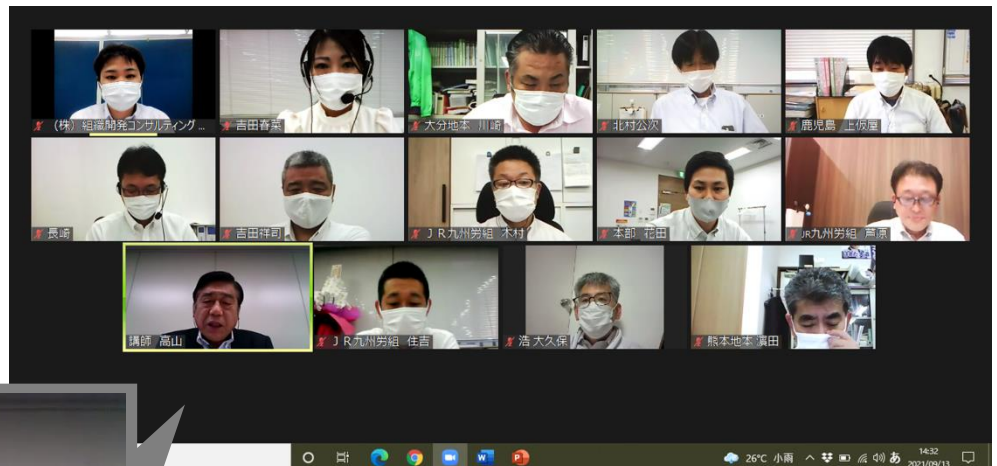 (株) 組織開発コンサルティング...
吉田春菜
大分地本 川崎
北村公次
鹿児島 上仮屋
長崎
吉田祥司
JR九州労組 木村
本部 花田
JR九州労組
講師 高山
JR九州労組 住吉
浩 大久保
熊本地本 濵田
26°C 小雨
あ
14:32
2021/09/13